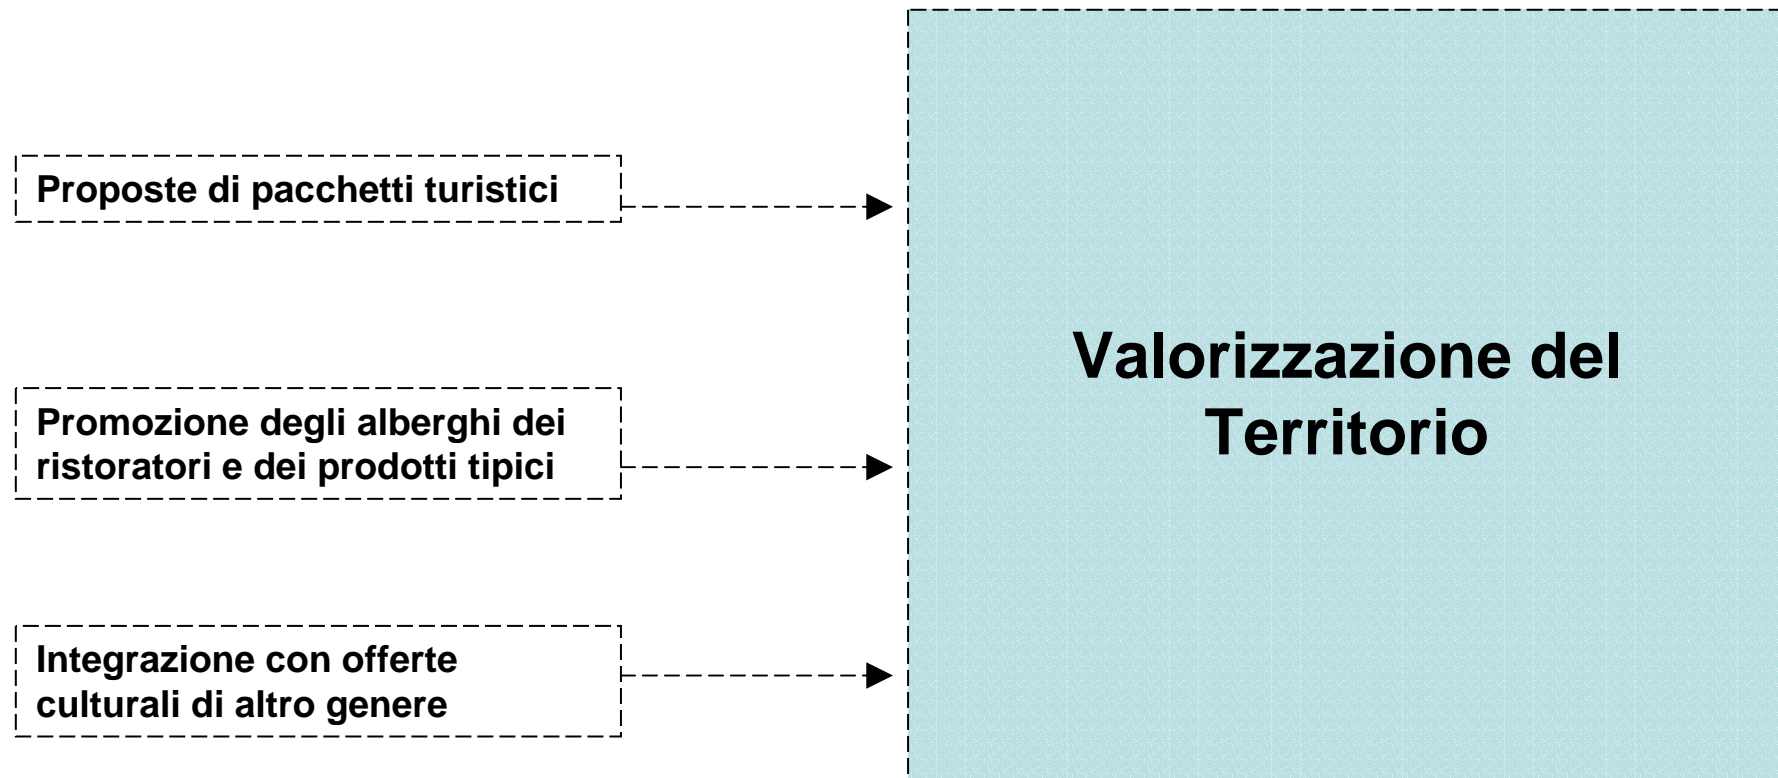 Proposte di pacchetti turistici
Promozione degli alberghi dei
ristoratori e dei prodotti tipici
Integrazione con offerte
culturali di altro genere
Valorizzazione del
Territorio